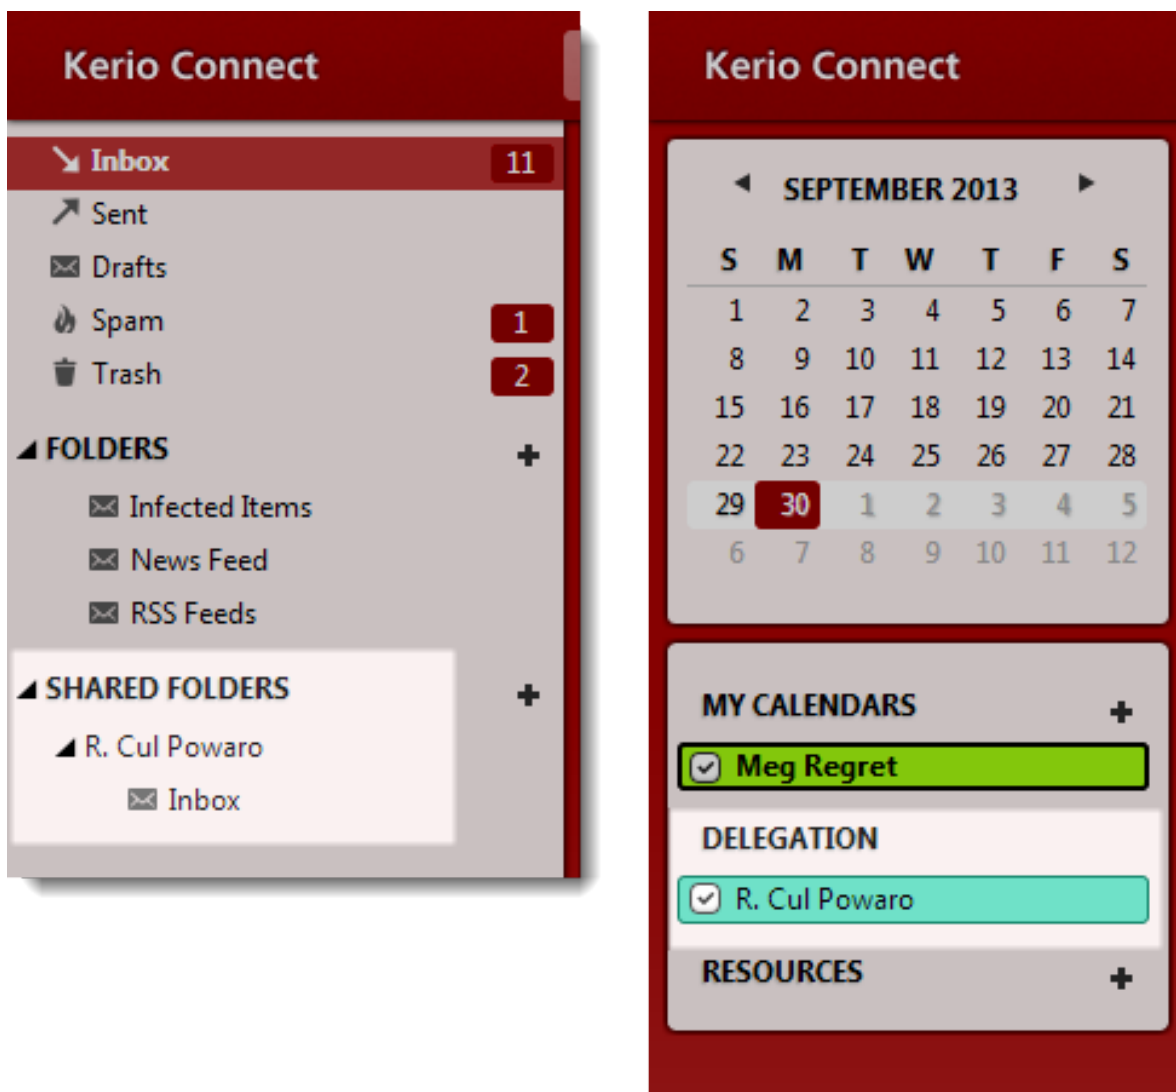 Kerio Connect
Inbox 11
Sent
Drafts
Spam 1
Trash 2
FOLDERS
Infected Items
News Feed
RSS Feeds
SHARED FOLDERS
R. Cul Powaro
Inbox
Kerio Connect
SEPTEMBER 2013
S M T W T F S
1 2 3 4 5 6 7
8 9 10 11 12 13 14
15 16 17 18 19 20 21
22 23 24 25 26 27 28
29 30 1 2 3 4 5
6 7 8 9 10 11 12
MY CALENDARS
Meg Regret
DELEGATION
R. Cul Powaro
RESOURCES